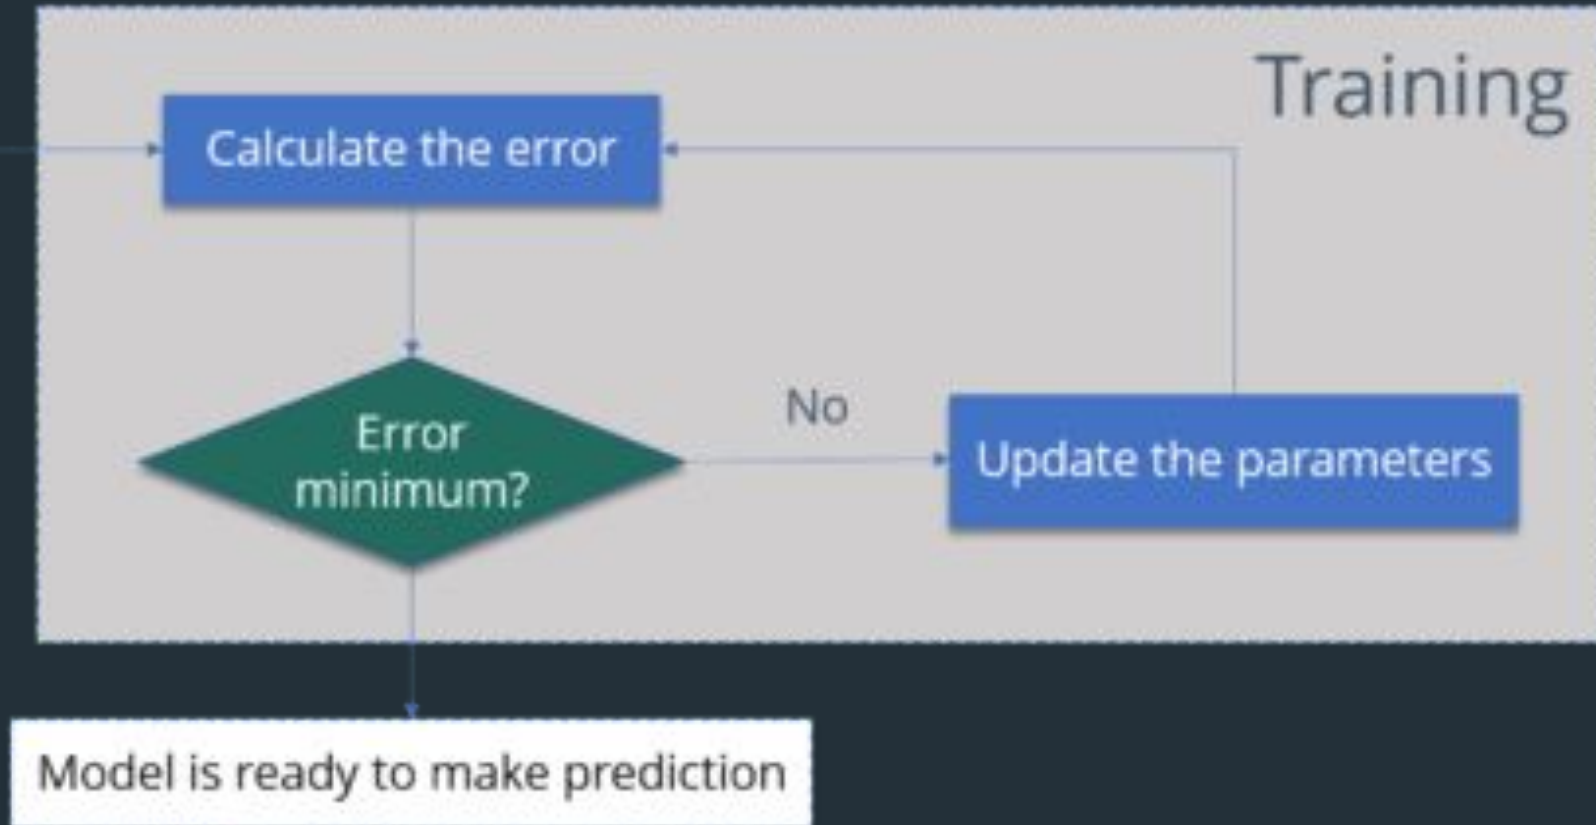 Training
Calculate the error
Error
minimum?
No
Update the parameters
Model is ready to make prediction